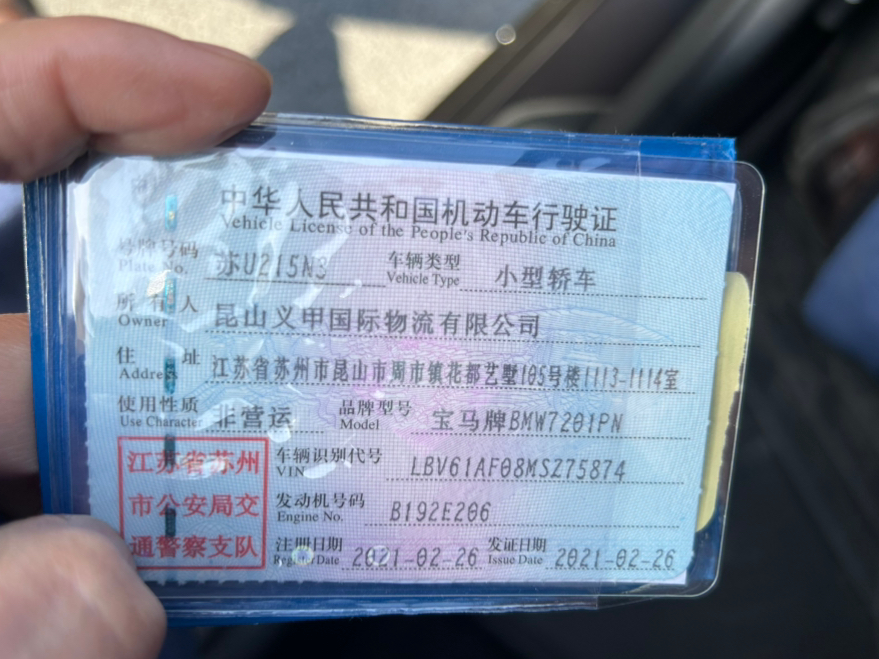 中华人民共和国机动车行驶证
Vehicle License of the People's Republic of China
号牌号码 苏U215N3 车辆类型 小型轿车
Plate No. Vehicle Type
所有人 昆山义甲国际物流有限公司
Owner
住址 江苏省苏州市昆山市周市镇花都艺墅105号楼1113-1114室
Address
使用性质 非营运 品牌型号 宝马牌BMW7201PN
Use Character Model
江苏省苏州 车辆识别代号 LBV61AF08MSZ75874
VIN
市公安局交 发动机号码 B192E206
Engine No.
通警察支队 注册日期 2021-02-26 发证日期 2021-02-26
Register Date Issue Date